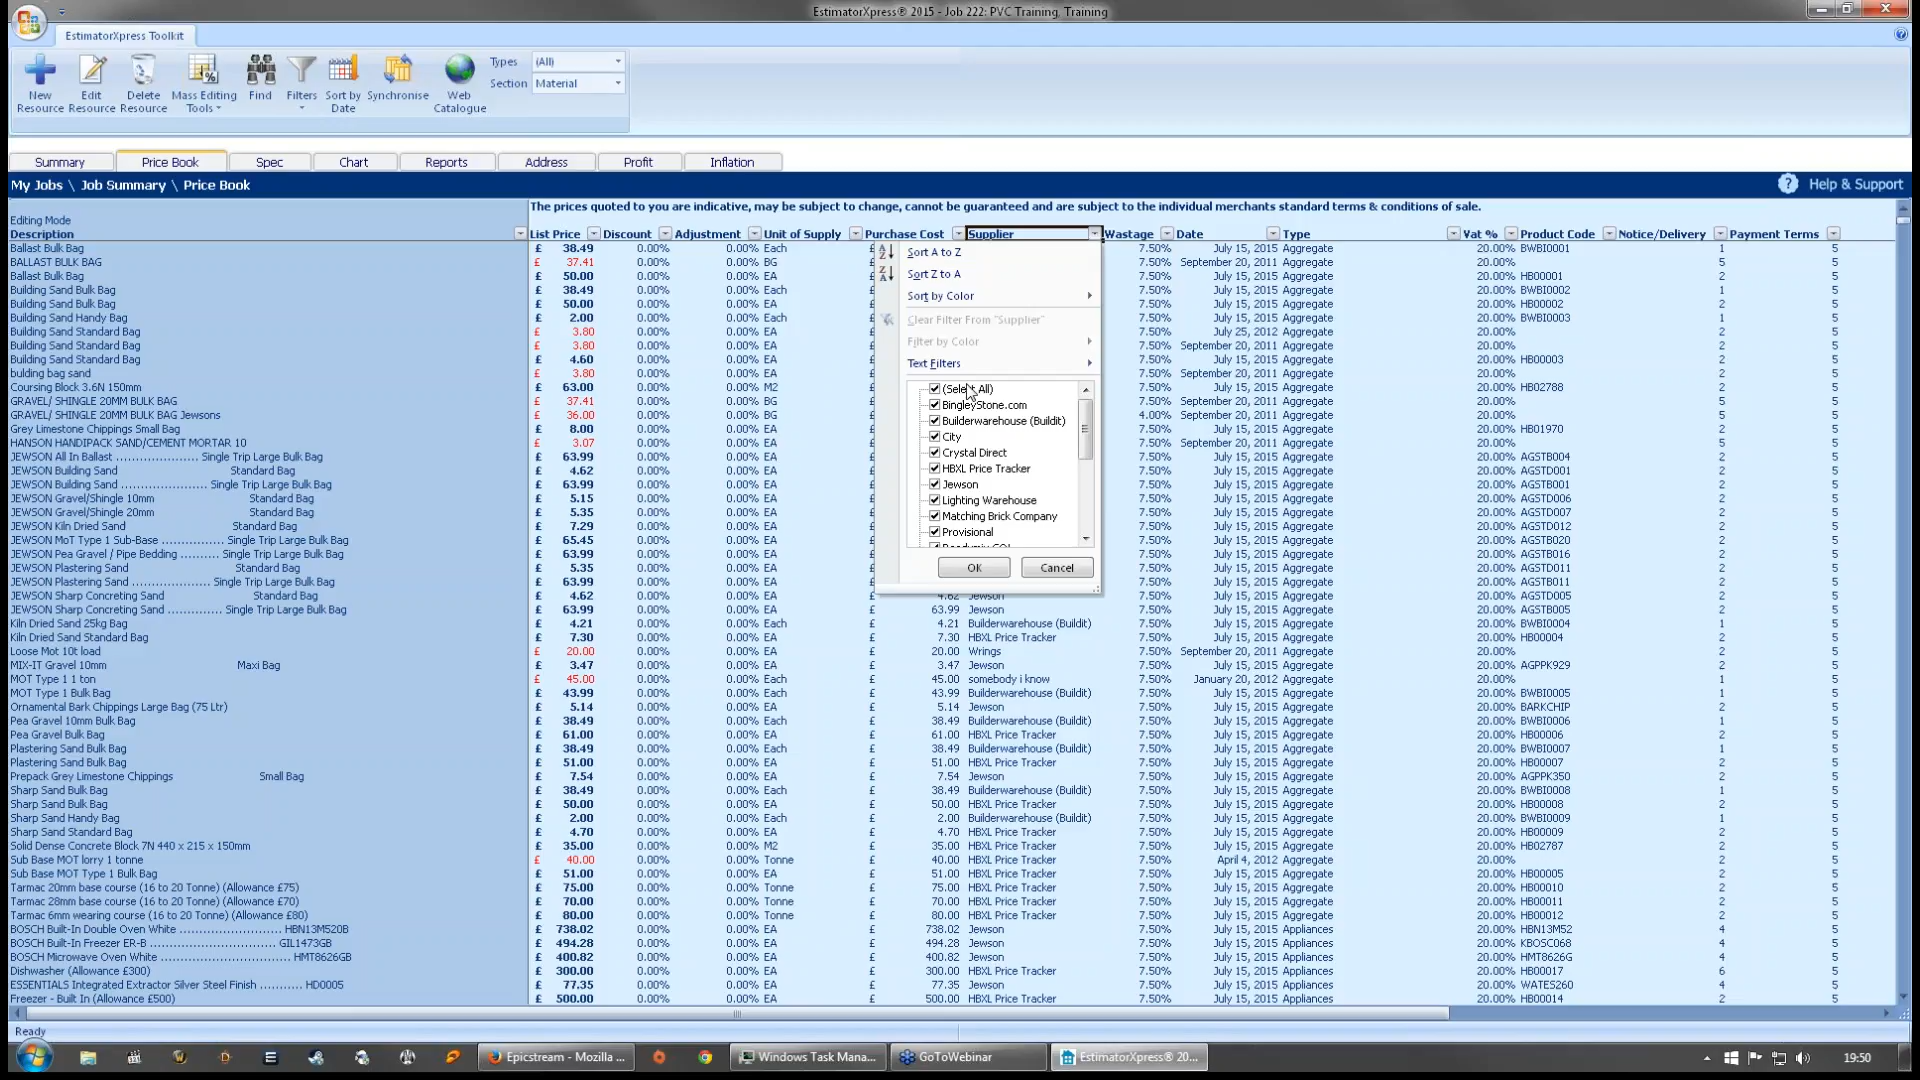 EstimatorXpress® 2015 - Job 222: PVC Training, Training
EstimatorXpress Toolkit
New Resource
Edit Resource
Delete Resource
Mass Editing Tools
Find
Filters
Sort by Date
Synchronise
Web Catalogue
Types (All)
Section Material
Summary Price Book Spec Chart Reports Address Profit Inflation
My Jobs \ Job Summary \ Price Book ? Help & Support
The prices quoted to you are indicative, may be subject to change, cannot be guaranteed and are subject to the individual merchants standard terms & conditions of sale.
Editing Mode
Description List Price Discount Adjustment Unit of Supply Purchase Cost Supplier Wastage Date Type Vat % Product Code Notice/Delivery Payment Terms
Ballast Bulk Bag £ 38.49 0.00% 0.00% Each £ 7.50% July 15, 2015 Aggregate 20.00% BWBI0001 1 5
BALLAST BULK BAG £ 37.41 0.00% 0.00% BG £ 7.50% September 20, 2011 Aggregate 20.00% 5 5
Ballast Bulk Bag £ 50.00 0.00% 0.00% EA £ 7.50% July 15, 2015 Aggregate 20.00% HB00001 2 5
Building Sand Bulk Bag £ 38.49 0.00% 0.00% Each £ 7.50% July 15, 2015 Aggregate 20.00% BWBI0002 1 5
Building Sand Bulk Bag £ 50.00 0.00% 0.00% EA £ 7.50% July 15, 2015 Aggregate 20.00% HB00002 2 5
Building Sand Handy Bag £ 2.00 0.00% 0.00% Each £ 7.50% July 15, 2015 Aggregate 20.00% BWBI0003 1 5
Building Sand Standard Bag £ 3.80 0.00% 0.00% EA £ 7.50% July 25, 2012 Aggregate 20.00% 2 5
Building Sand Standard Bag £ 3.80 0.00% 0.00% EA £ 7.50% September 20, 2011 Aggregate 20.00% 2 5
Building Sand Standard Bag £ 4.60 0.00% 0.00% EA £ 7.50% July 15, 2015 Aggregate 20.00% HB00003 2 5
bulding bag sand £ 3.80 0.00% 0.00% EA £ 7.50% September 20, 2011 Aggregate 20.00% 2 5
Coursing Block 3.6N 150mm £ 63.00 0.00% 0.00% M2 £ 7.50% July 15, 2015 Aggregate 20.00% HB02788 2 5
GRAVEL/ SHINGLE 20MM BULK BAG £ 37.41 0.00% 0.00% BG £ 7.50% September 20, 2011 Aggregate 20.00% 5 5
GRAVEL/ SHINGLE 20MM BULK BAG Jewsons £ 36.00 0.00% 0.00% BG £ 4.00% September 20, 2011 Aggregate 20.00% 5 5
Grey Limestone Chippings Small Bag £ 8.00 0.00% 0.00% EA £ 7.50% July 15, 2015 Aggregate 20.00% HB01970 2 5
HANSON HANDIPACK SAND/CEMENT MORTAR 10 £ 3.07 0.00% 0.00% EA £ 7.50% September 20, 2011 Aggregate 20.00% 5 5
JEWSON All In Ballast .................... Single Trip Large Bulk Bag £ 63.99 0.00% 0.00% EA £ 7.50% July 15, 2015 Aggregate 20.00% AGSTB004 2 5
JEWSON Building Sand Standard Bag £ 4.62 0.00% 0.00% EA £ 7.50% July 15, 2015 Aggregate 20.00% AGSTD001 2 5
JEWSON Building Sand ...................... Single Trip Large Bulk Bag £ 63.99 0.00% 0.00% EA £ 7.50% July 15, 2015 Aggregate 20.00% AGSTB001 2 5
JEWSON Gravel/Shingle 10mm Standard Bag £ 5.15 0.00% 0.00% EA £ 7.50% July 15, 2015 Aggregate 20.00% AGSTD006 2 5
JEWSON Gravel/Shingle 20mm Standard Bag £ 5.35 0.00% 0.00% EA £ 7.50% July 15, 2015 Aggregate 20.00% AGSTD007 2 5
JEWSON Kiln Dried Sand Standard Bag £ 7.29 0.00% 0.00% EA £ 7.50% July 15, 2015 Aggregate 20.00% AGSTD012 2 5
JEWSON MoT Type 1 Sub-Base ............... Single Trip Large Bulk Bag £ 65.45 0.00% 0.00% EA £ 7.50% July 15, 2015 Aggregate 20.00% AGSTB020 2 5
JEWSON Pea Gravel / Pipe Bedding .......... Single Trip Large Bulk Bag £ 63.99 0.00% 0.00% EA £ 7.50% July 15, 2015 Aggregate 20.00% AGSTB016 2 5
JEWSON Plastering Sand Standard Bag £ 5.35 0.00% 0.00% EA £ 7.50% July 15, 2015 Aggregate 20.00% AGSTD011 2 5
JEWSON Plastering Sand .................... Single Trip Large Bulk Bag £ 63.99 0.00% 0.00% EA £ 7.50% July 15, 2015 Aggregate 20.00% AGSTB011 2 5
JEWSON Sharp Concreting Sand Standard Bag £ 4.62 0.00% 0.00% EA £ 4.62 Jewson 7.50% July 15, 2015 Aggregate 20.00% AGSTD005 2 5
JEWSON Sharp Concreting Sand ............. Single Trip Large Bulk Bag £ 63.99 0.00% 0.00% EA £ 63.99 Jewson 7.50% July 15, 2015 Aggregate 20.00% AGSTB005 2 5
Kiln Dried Sand 25kg Bag £ 4.21 0.00% 0.00% Each £ 4.21 Builderwarehouse (Buildit) 7.50% July 15, 2015 Aggregate 20.00% BWBI0004 1 5
Kiln Dried Sand Standard Bag £ 7.30 0.00% 0.00% EA £ 7.30 HBXL Price Tracker 7.50% July 15, 2015 Aggregate 20.00% HB00004 2 5
Loose Mot 10t load £ 20.00 0.00% 0.00% EA £ 20.00 Wrings 7.50% September 20, 2011 Aggregate 20.00% 2 5
MIX-IT Gravel 10mm Maxi Bag £ 3.47 0.00% 0.00% EA £ 3.47 Jewson 7.50% July 15, 2015 Aggregate 20.00% AGPPK929 2 5
MOT Type 1 1 ton £ 45.00 0.00% 0.00% Each £ 45.00 somebody i know 7.50% January 20, 2012 Aggregate 20.00% 1 5
MOT Type 1 Bulk Bag £ 43.99 0.00% 0.00% Each £ 43.99 Builderwarehouse (Buildit) 7.50% July 15, 2015 Aggregate 20.00% BWBI0005 1 5
Ornamental Bark Chippings Large Bag (75 Ltr) £ 5.14 0.00% 0.00% EA £ 5.14 Jewson 7.50% July 15, 2015 Aggregate 20.00% BARKCHIP 2 5
Pea Gravel 10mm Bulk Bag £ 38.49 0.00% 0.00% Each £ 38.49 Builderwarehouse (Buildit) 7.50% July 15, 2015 Aggregate 20.00% BWBI0006 1 5
Pea Gravel Bulk Bag £ 61.00 0.00% 0.00% EA £ 61.00 HBXL Price Tracker 7.50% July 15, 2015 Aggregate 20.00% HB00006 2 5
Plastering Sand Bulk Bag £ 38.49 0.00% 0.00% Each £ 38.49 Builderwarehouse (Buildit) 7.50% July 15, 2015 Aggregate 20.00% BWBI0007 1 5
Plastering Sand Bulk Bag £ 51.00 0.00% 0.00% EA £ 51.00 HBXL Price Tracker 7.50% July 15, 2015 Aggregate 20.00% HB00007 2 5
Prepack Grey Limestone Chippings Small Bag £ 7.54 0.00% 0.00% EA £ 7.54 Jewson 7.50% July 15, 2015 Aggregate 20.00% AGPPK350 2 5
Sharp Sand Bulk Bag £ 38.49 0.00% 0.00% Each £ 38.49 Builderwarehouse (Buildit) 7.50% July 15, 2015 Aggregate 20.00% BWBI0008 1 5
Sharp Sand Bulk Bag £ 50.00 0.00% 0.00% EA £ 50.00 HBXL Price Tracker 7.50% July 15, 2015 Aggregate 20.00% HB00008 2 5
Sharp Sand Handy Bag £ 2.00 0.00% 0.00% Each £ 2.00 Builderwarehouse (Buildit) 7.50% July 15, 2015 Aggregate 20.00% BWBI0009 1 5
Sharp Sand Standard Bag £ 4.70 0.00% 0.00% EA £ 4.70 HBXL Price Tracker 7.50% July 15, 2015 Aggregate 20.00% HB00009 2 5
Solid Dense Concrete Block 7N 440 x 215 x 150mm £ 35.00 0.00% 0.00% M2 £ 35.00 HBXL Price Tracker 7.50% July 15, 2015 Aggregate 20.00% HB02787 2 5
Sub Base MOT lorry 1 tonne £ 40.00 0.00% 0.00% Tonne £ 40.00 HBXL Price Tracker 7.50% April 4, 2012 Aggregate 20.00% 2 5
Sub Base MOT Type 1 Bulk Bag £ 51.00 0.00% 0.00% EA £ 51.00 HBXL Price Tracker 7.50% July 15, 2015 Aggregate 20.00% HB00005 2 5
Tarmac 20mm base course (16 to 20 Tonne) (Allowance £75) £ 75.00 0.00% 0.00% Tonne £ 75.00 HBXL Price Tracker 7.50% July 15, 2015 Aggregate 20.00% HB00010 2 5
Tarmac 28mm base course (16 to 20 Tonne) (Allowance £70) £ 70.00 0.00% 0.00% Tonne £ 70.00 HBXL Price Tracker 7.50% July 15, 2015 Aggregate 20.00% HB00011 2 5
Tarmac 6mm wearing course (16 to 20 Tonne) (Allowance £80) £ 80.00 0.00% 0.00% Tonne £ 80.00 HBXL Price Tracker 7.50% July 15, 2015 Aggregate 20.00% HB00012 2 5
BOSCH Built-In Double Oven White .......................... HBN13M520B £ 738.02 0.00% 0.00% EA £ 738.02 Jewson 7.50% July 15, 2015 Appliances 20.00% HBN13M52 4 5
BOSCH Built-In Freezer ER-B .............................. GIL1473GB £ 494.28 0.00% 0.00% EA £ 494.28 Jewson 7.50% July 15, 2015 Appliances 20.00% KBOSC068 4 5
BOSCH Microwave Oven White .............................. HMT8626GB £ 400.82 0.00% 0.00% EA £ 400.82 Jewson 7.50% July 15, 2015 Appliances 20.00% HMT8626G 4 5
Dishwasher (Allowance £300) £ 300.00 0.00% 0.00% EA £ 300.00 HBXL Price Tracker 7.50% July 15, 2015 Appliances 20.00% HB00017 6 5
ESSENTIALS Integrated Extractor Silver Steel Finish ........... HD0005 £ 77.35 0.00% 0.00% EA £ 77.35 Jewson 7.50% July 15, 2015 Appliances 20.00% WATES260 4 5
Freezer - Built In (Allowance £500) £ 500.00 0.00% 0.00% EA £ 500.00 HBXL Price Tracker 7.50% July 15, 2015 Appliances 20.00% HB00014 2 5
Sort A to Z
Sort Z to A
Sort by Color
Clear Filter From "Supplier"
Filter by Color
Text Filters
(Select All)
BingleyStone.com
Builderwarehouse (Buildit)
City
Crystal Direct
HBXL Price Tracker
Jewson
Lighting Warehouse
Matching Brick Company
Provisional
OK Cancel
Ready
Epicstream - Mozilla ... Windows Task Mana... GoToWebinar EstimatorXpress® 20... 19:50